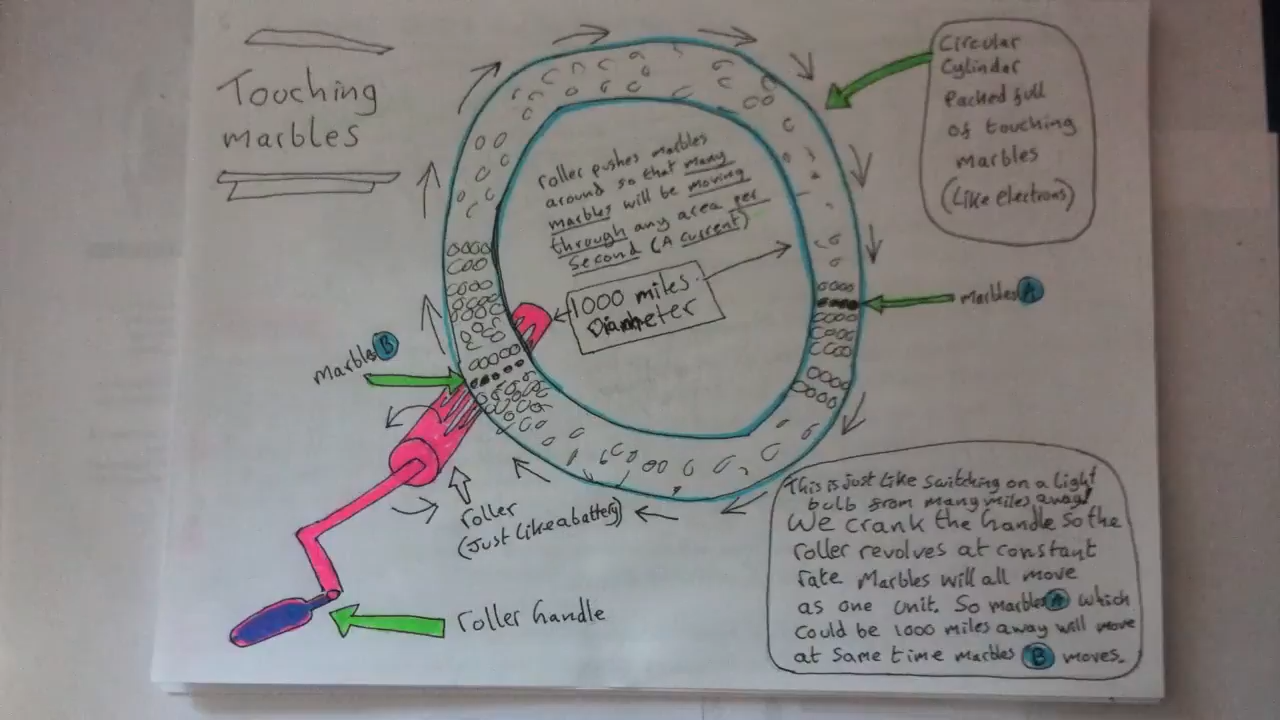 Touching
marbles
Circular
Cylindar
Packed full
of touching
marbles
(Like electrons)
roller pushes marbles
around so that many
marbles will be moving
through any area per
second (A current)
1000 miles
Diameter
marbles A
marbles B
roller
(Just like a battery)
roller handle
This is just like switching on a light
bulb from many miles away!
We crank the handle so the
roller revolves at constant
rate Marbles will all move
as one unit. So marbles A which
could be 1000 miles away will move
at same time marbles B moves.